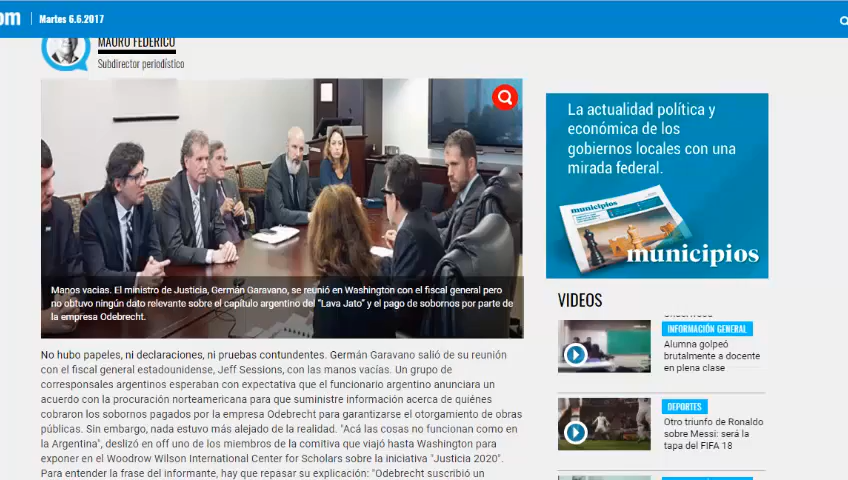 om
Martes 6.6.2017
MAURO FEDERICO
Subdirector periodístico
Manos vacias. El ministro de Justicia, Germán Garavano, se reunió en Washington con el fiscal general pero
no obtuvo ningún dato relevante sobre el capítulo argentino del "Lava Jato" y el pago de sobornos por parte de
la empresa Odebrecht.
No hubo papeles, ni declaraciones, ni pruebas contundentes. Germán Garavano salió de su reunión
con el fiscal general estadounidense, Jeff Sessions, con las manos vacías. Un grupo de
corresponsales argentinos esperaban con expectativa que el funcionario argentino anunciara un
acuerdo con la procuración norteamericana para que suministre información acerca de quiénes
cobraron los sobornos pagados por la empresa Odebrecht para garantizarse el otorgamiento de obras
públicas. Sin embargo, nada estuvo más alejado de la realidad. "Acá las cosas no funcionan como en
la Argentina", deslizó en off uno de los miembros de la comitiva que viajó hasta Washington para
exponer en el Woodrow Wilson International Center for Scholars sobre la iniciativa "Justicia 2020".
Para entender la frase del informante, hay que repasar su explicación: "Odebrecht suscribió un
La actualidad política y
económica de los
gobiernos locales con una
mirada federal.
municipios
municipios
VIDEOS
INFORMACIÓN GENERAL
Alumna golpeó
brutalmente a docente
en plena clase
DEPORTES
Otro triunfo de Ronaldo
sobre Messi: será la
tapa del FIFA 18
INFORMACIÓN GENERAL